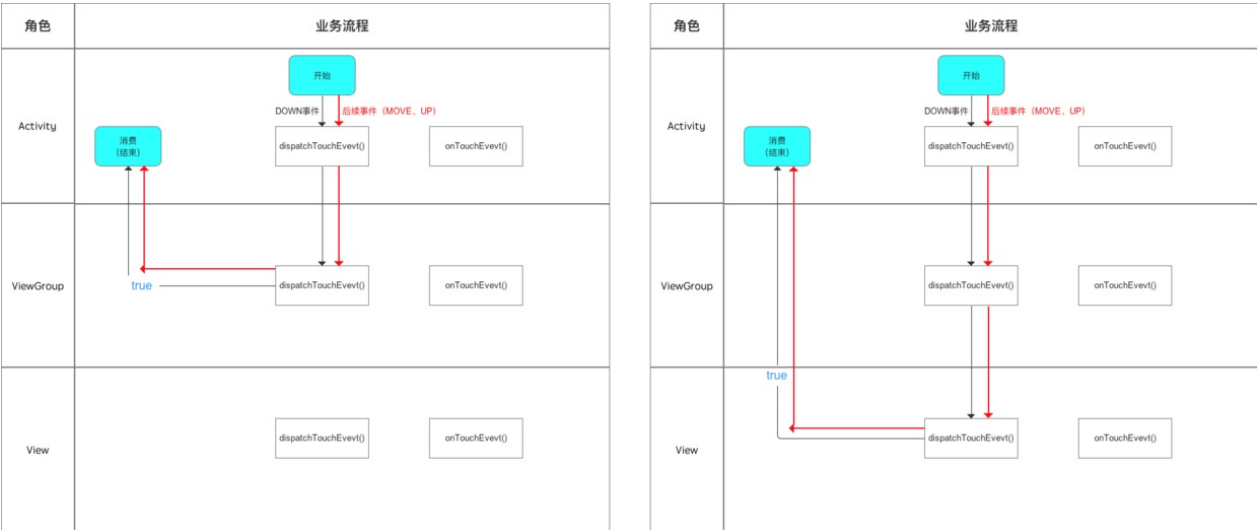 角色 业务流程
开始
DOWN事件 后续事件（MOVE、UP）
Activity
消费
（结束）
dispatchTouchEvevt() onTouchEvevt()
ViewGroup
true
dispatchTouchEvevt() onTouchEvevt()
View
dispatchTouchEvevt() onTouchEvevt()
角色 业务流程
开始
DOWN事件 后续事件（MOVE、UP）
Activity
消费
（结束）
dispatchTouchEvevt() onTouchEvevt()
ViewGroup
dispatchTouchEvevt() onTouchEvevt()
true
View
dispatchTouchEvevt() onTouchEvevt()